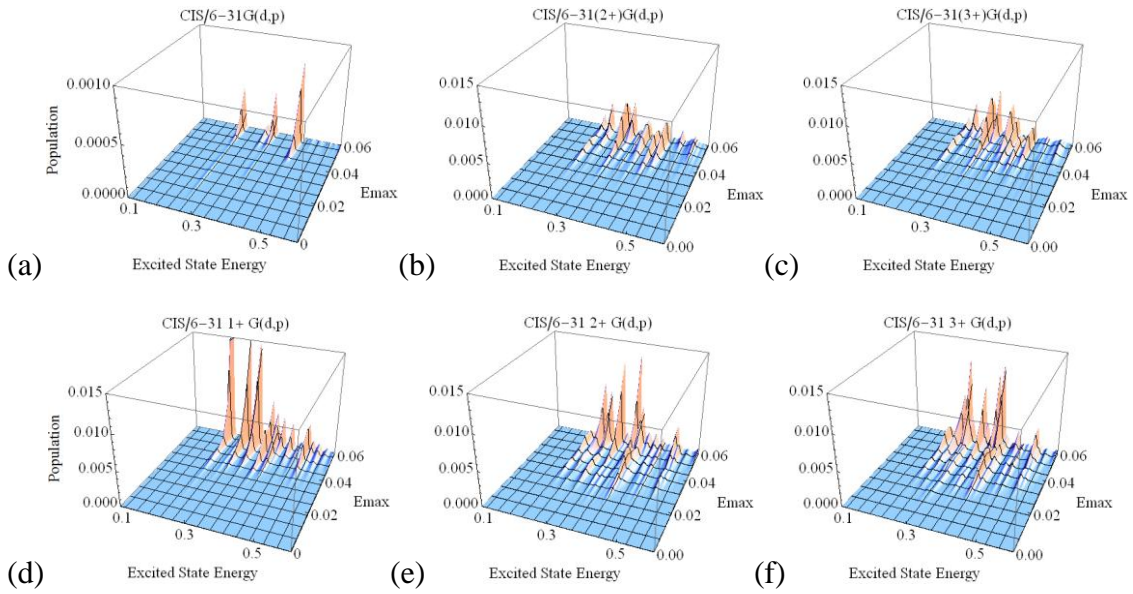 CIS/6−31G(d,p)
0.0010
0.0005
0.0000
Population
0.1
0.3
0.5
Excited State Energy
0
0.02
0.04
0.06
Emax
(a)
CIS/6−31(2+)G(d,p)
0.015
0.010
0.005
0.000
0.1
0.3
0.5
Excited State Energy
0.00
0.02
0.04
0.06
Emax
(b)
CIS/6−31(3+)G(d,p)
0.015
0.010
0.005
0.000
0.1
0.3
0.5
Excited State Energy
0.00
0.02
0.04
0.06
Emax
(c)
CIS/6−31 1+ G(d,p)
0.015
0.010
0.005
0.000
Population
0.1
0.3
0.5
Excited State Energy
0
0.02
0.04
0.06
Emax
(d)
CIS/6−31 2+ G(d,p)
0.015
0.010
0.005
0.000
0.1
0.3
0.5
Excited State Energy
0.00
0.02
0.04
0.06
Emax
(e)
CIS/6−31 3+ G(d,p)
0.015
0.010
0.005
0.000
0.1
0.3
0.5
Excited State Energy
0.00
0.02
0.04
0.06
Emax
(f)